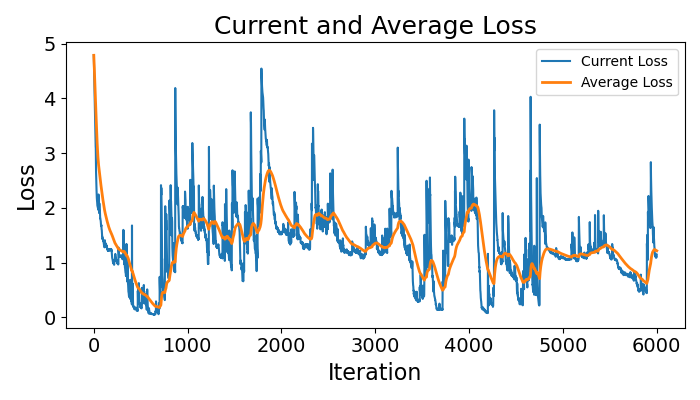 Current and Average Loss
Current Loss
Average Loss
Loss
5
4
3
2
1
0
0 1000 2000 3000 4000 5000 6000
Iteration